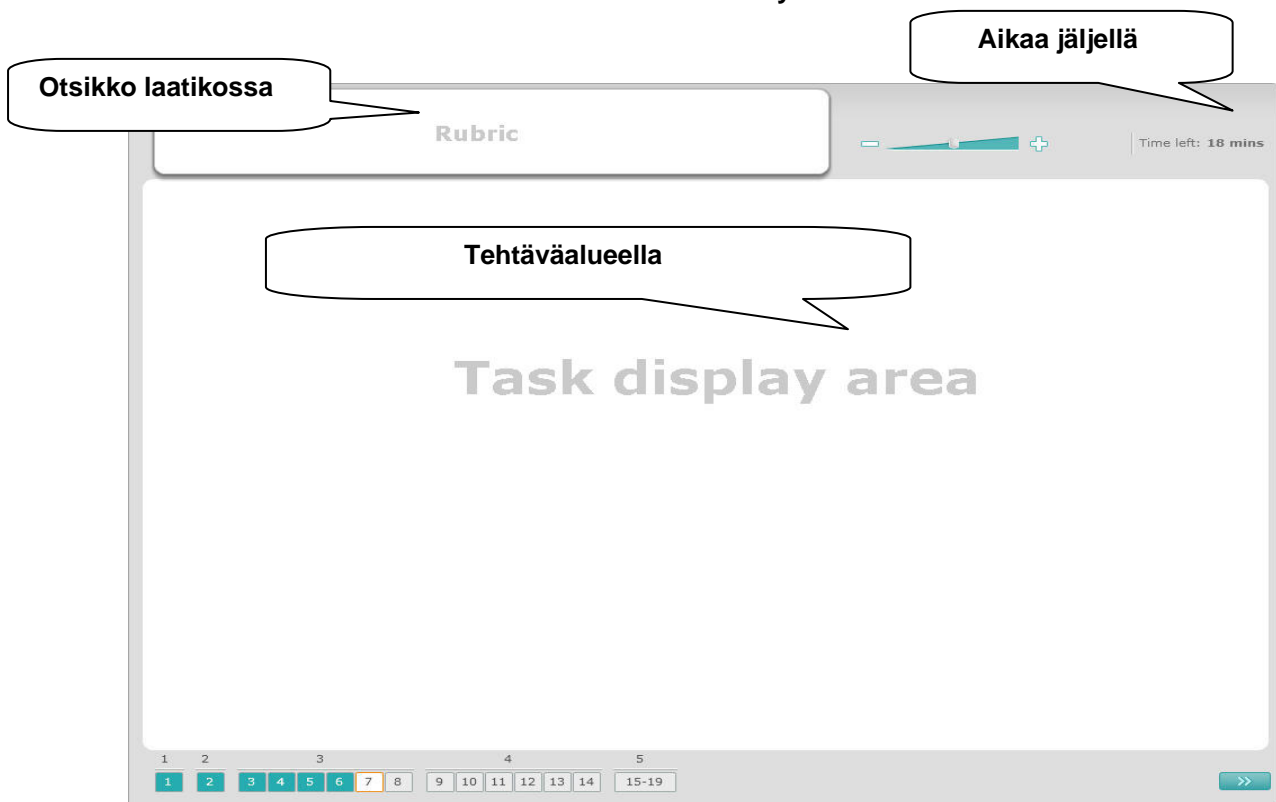 Aikaa jäljellä
Otsikko laatikossa
Rubric
Time left: 18 mins
Tehtäväalueella
Task display area
1 2 3 4 5
1 2 3 4 5 6 7 8 9 10 11 12 13 14 15-19 >>